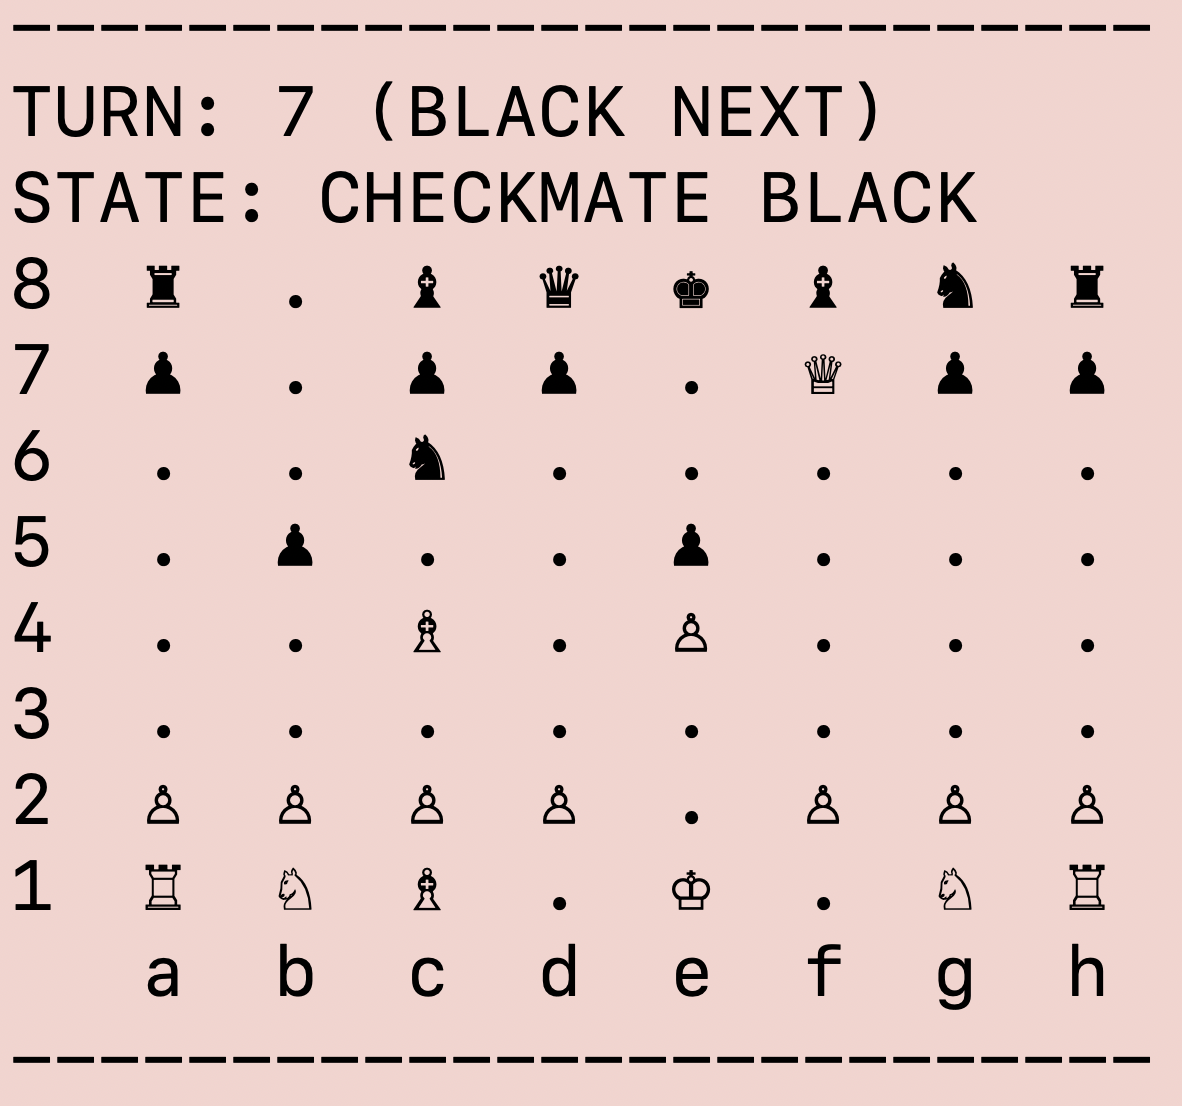 --------------------------
TURN: 7 (BLACK NEXT)
STATE: CHECKMATE BLACK
8 ♜ . ♝ ♛ ♚ ♝ ♞ ♜
7 ♟ . ♟ ♟ . ♕ ♟ ♟
6 . . ♞ . . . . .
5 . ♟ . . ♟ . . .
4 . . ♗ . ♙ . . .
3 . . . . . . . .
2 ♙ ♙ ♙ ♙ . ♙ ♙ ♙
1 ♖ ♘ ♗ . ♔ . ♘ ♖
a b c d e f g h
--------------------------